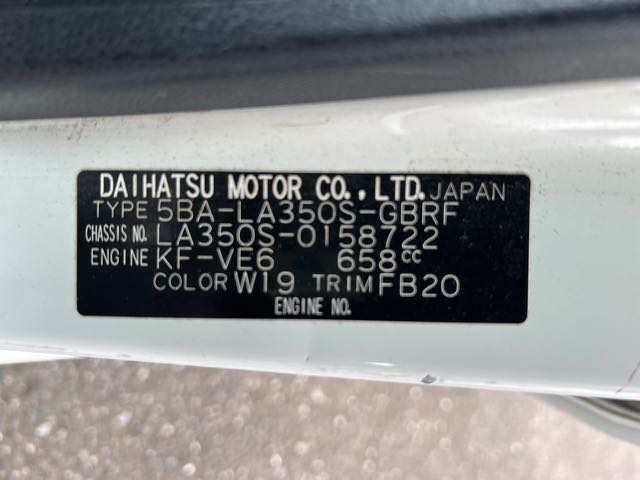 DAIHATSU MOTOR CO., LTD. JAPAN
TYPE 5BA-LA350S-GBRF
CHASSIS NO. LA350S-0158722
ENGINE KF-VE6 658cc
COLOR W19 TRIM FB20
ENGINE NO.